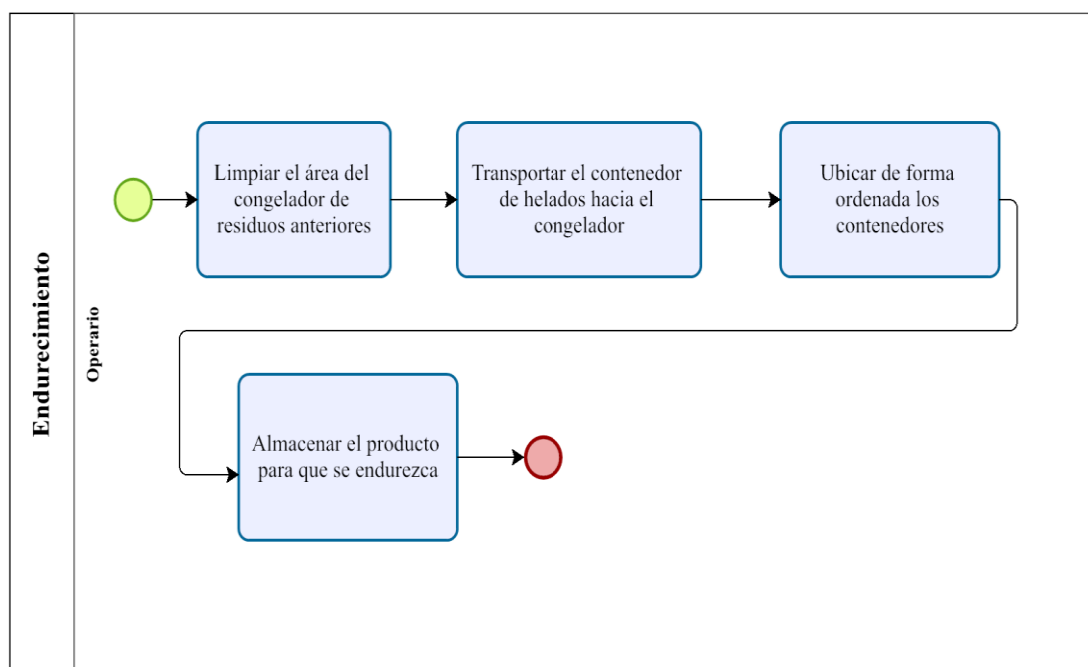 Endurecimiento
Operario
Limpiar el área del
congelador de
residuos anteriores
Transportar el contenedor
de helados hacia el
congelador
Ubicar de forma
ordenada los
contenedores
Almacenar el producto
para que se endurezca